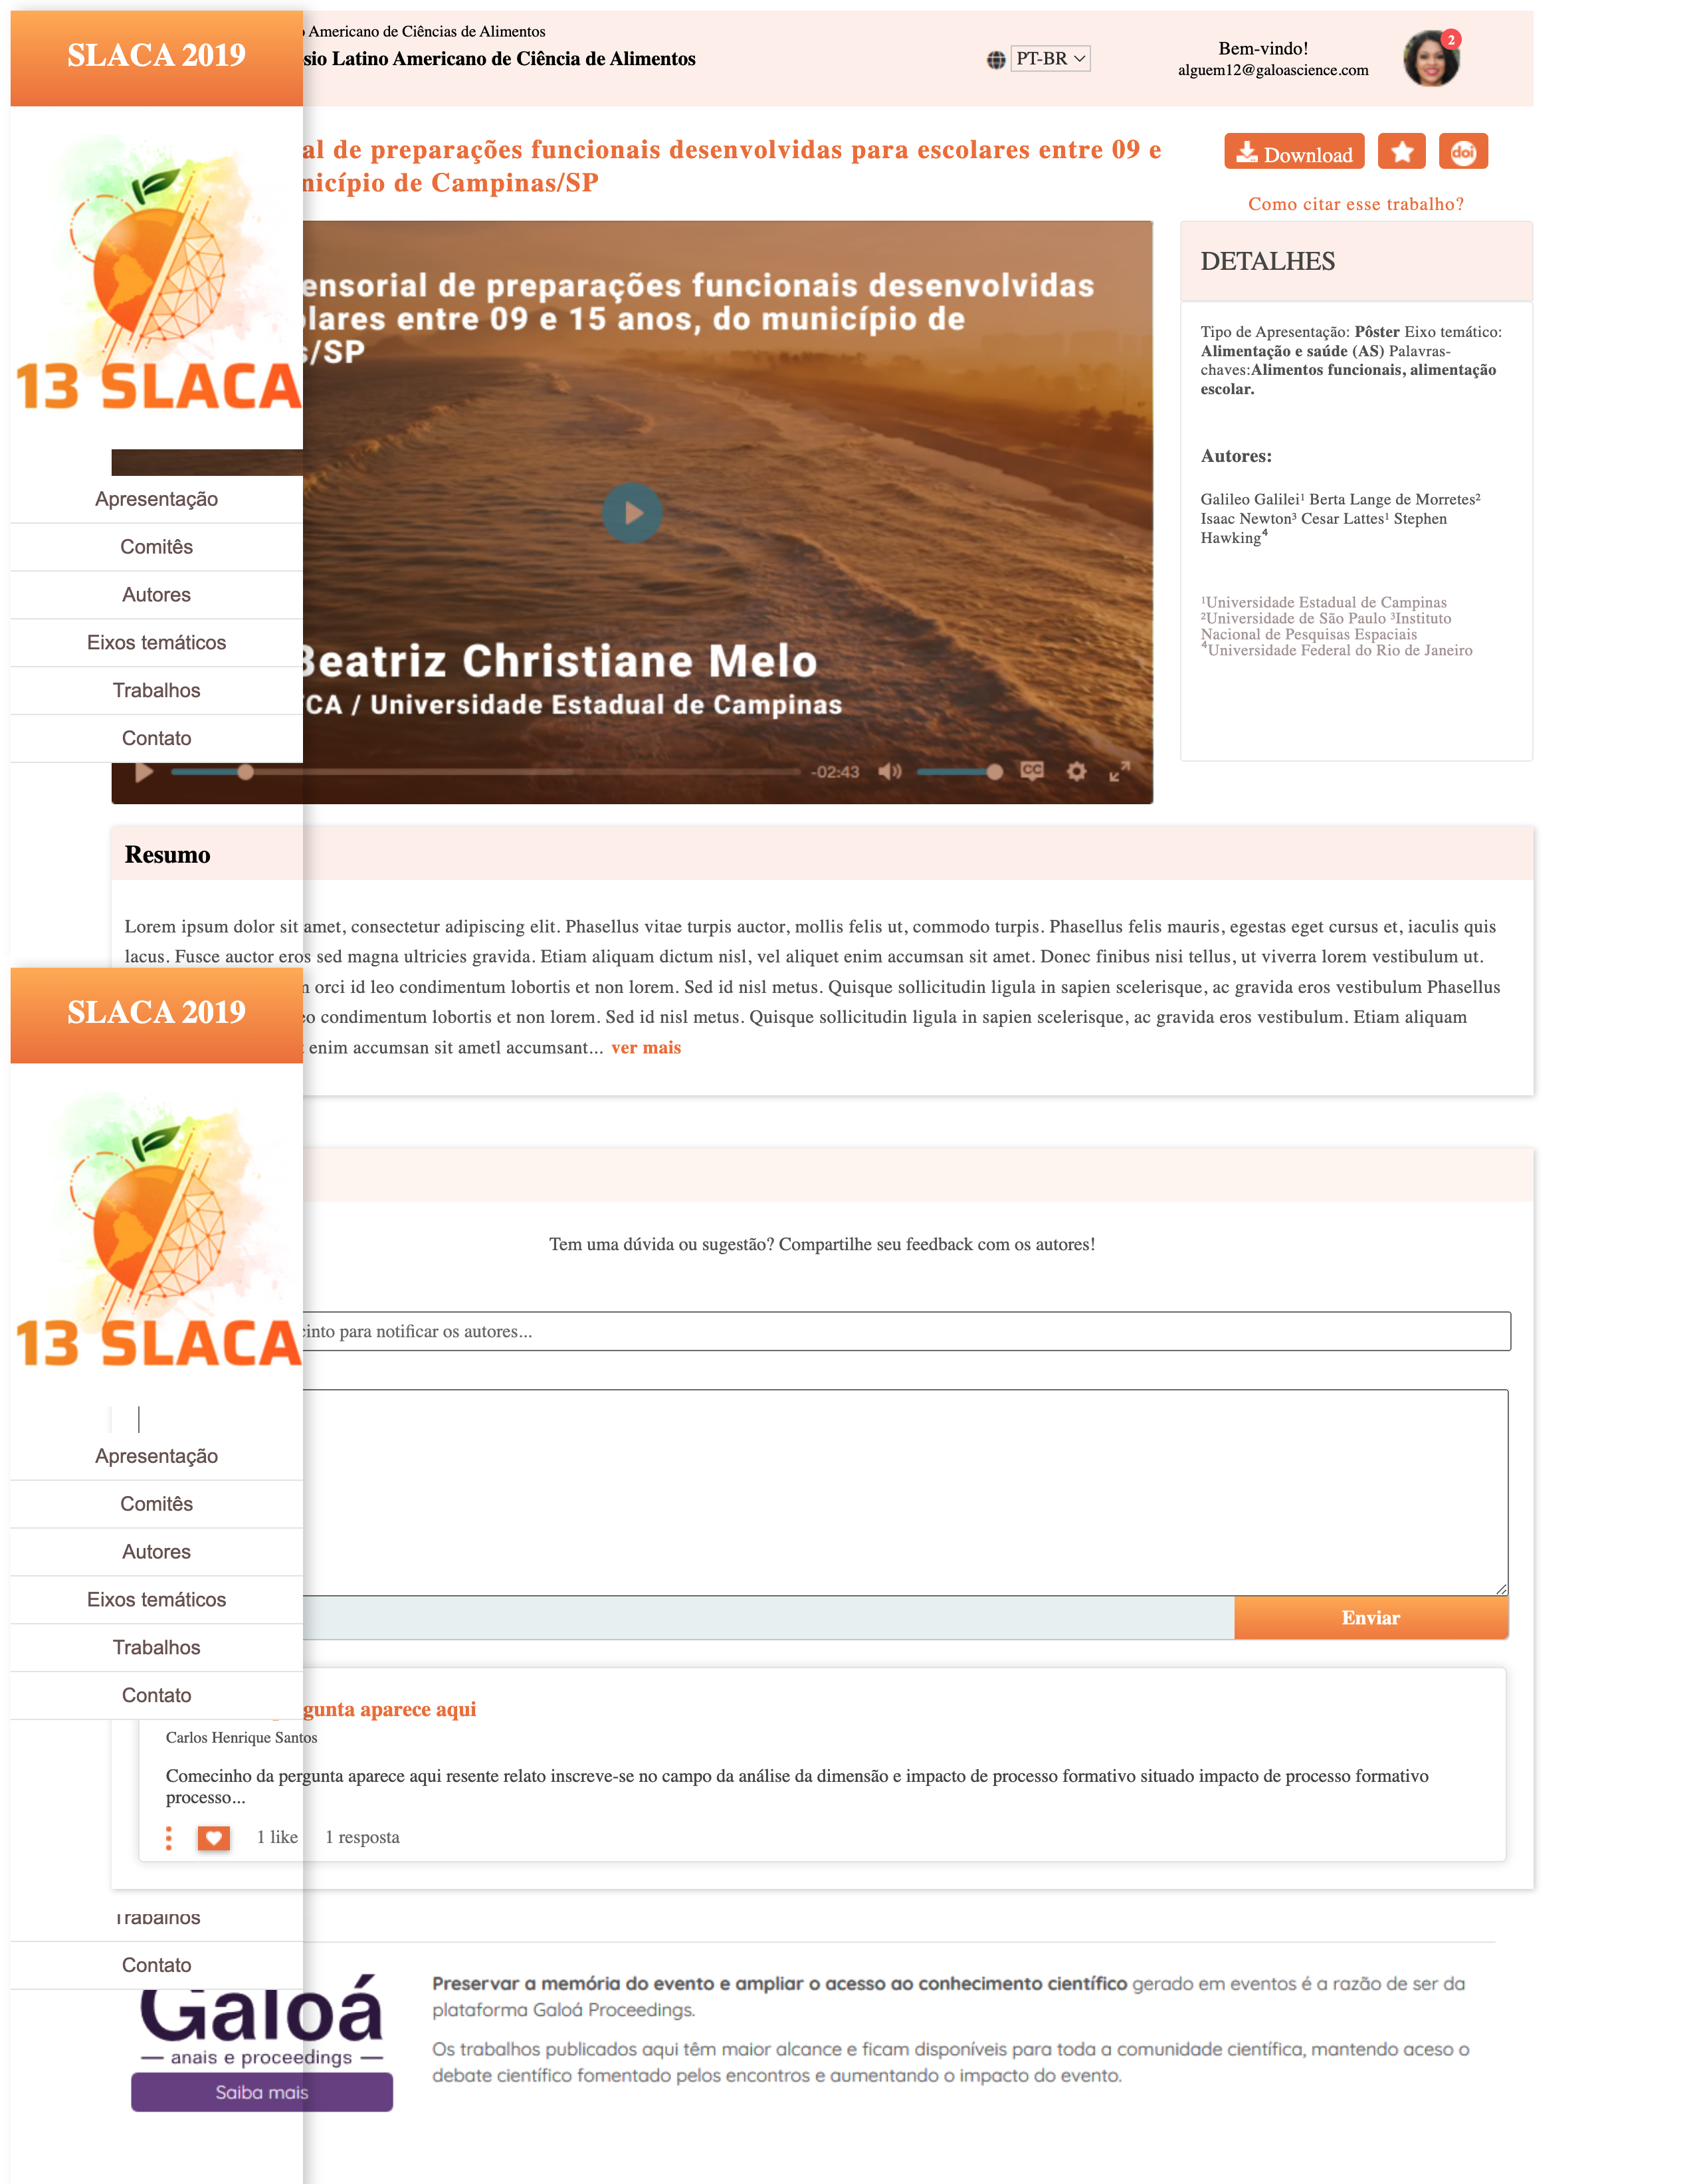 SLACA 2019
Americano de Ciências de Alimentos
sio Latino Americano de Ciência de Alimentos
PT-BR
Bem-vindo!
alguem12@galoascience.com
2
13 SLACA
Apresentação
Comitês
Autores
Eixos temáticos
Trabalhos
Contato
al de preparações funcionais desenvolvidas para escolares entre 09 e
nicípio de Campinas/SP
Download
doi
Como citar esse trabalho?
ensorial de preparações funcionais desenvolvidas
lares entre 09 e 15 anos, do município de
s/SP
Beatriz Christiane Melo
CA / Universidade Estadual de Campinas
-02:43
CC
DETALHES
Tipo de Apresentação: Pôster Eixo temático:
Alimentação e saúde (AS) Palavras-
chaves:Alimentos funcionais, alimentação
escolar.
Autores:
Galileo Galilei¹ Berta Lange de Morretes²
Isaac Newton³ Cesar Lattes¹ Stephen
Hawking⁴
¹Universidade Estadual de Campinas
²Universidade de São Paulo ³Instituto
Nacional de Pesquisas Espaciais
⁴Universidade Federal do Rio de Janeiro
Resumo
Lorem ipsum dolor sit amet, consectetur adipiscing elit. Phasellus vitae turpis auctor, mollis felis ut, commodo turpis. Phasellus felis mauris, egestas eget cursus et, iaculis quis
lacus. Fusce auctor eros sed magna ultricies gravida. Etiam aliquam dictum nisl, vel aliquet enim accumsan sit amet. Donec finibus nisi tellus, ut viverra lorem vestibulum ut.
orci id leo condimentum lobortis et non lorem. Sed id nisl metus. Quisque sollicitudin ligula in sapien scelerisque, ac gravida eros vestibulum Phasellus
eo condimentum lobortis et non lorem. Sed id nisl metus. Quisque sollicitudin ligula in sapien scelerisque, ac gravida eros vestibulum. Etiam aliquam
enim accumsan sit ametl accumsant... ver mais
SLACA 2019
13 SLACA
Apresentação
Comitês
Autores
Eixos temáticos
Trabalhos
Contato
Tem uma dúvida ou sugestão? Compartilhe seu feedback com os autores!
cinto para notificar os autores...
Enviar
gunta aparece aqui
Carlos Henrique Santos
Comecinho da pergunta aparece aqui resente relato inscreve-se no campo da análise da dimensão e impacto de processo formativo situado impacto de processo formativo
processo...
1 like
1 resposta
Trabalhos
Contato
Galoá
anais e proceedings
Saiba mais
Preservar a memória do evento e ampliar o acesso ao conhecimento científico gerado em eventos é a razão de ser da
plataforma Galoá Proceedings.
Os trabalhos publicados aqui têm maior alcance e ficam disponíveis para toda a comunidade científica, mantendo aceso o
debate científico fomentado pelos encontros e aumentando o impacto do evento.